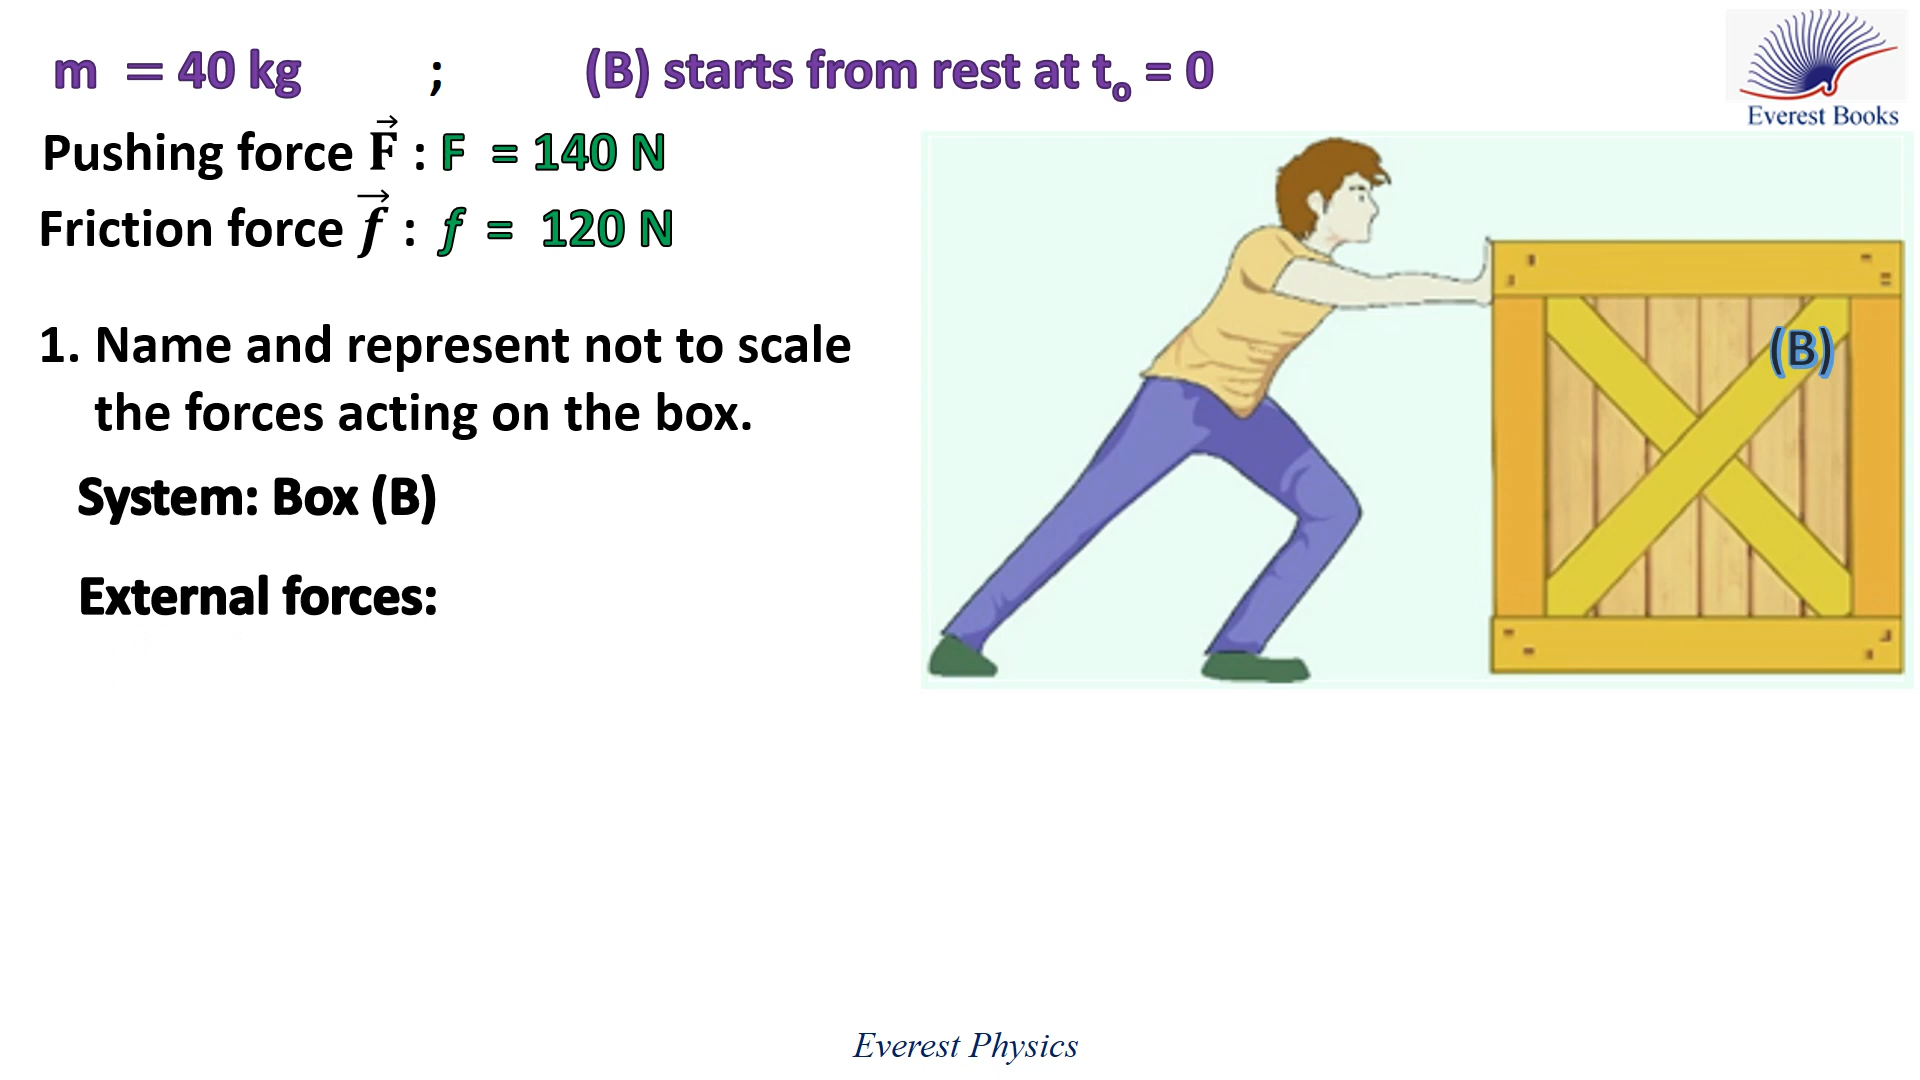 m = 40 kg ; (B) starts from rest at t₀ = 0
Everest Books
Pushing force F⃗ : F = 140 N
Friction force f⃗ : f = 120 N
1. Name and represent not to scale
the forces acting on the box.
(B)
System: Box (B)
External forces:
Everest Physics